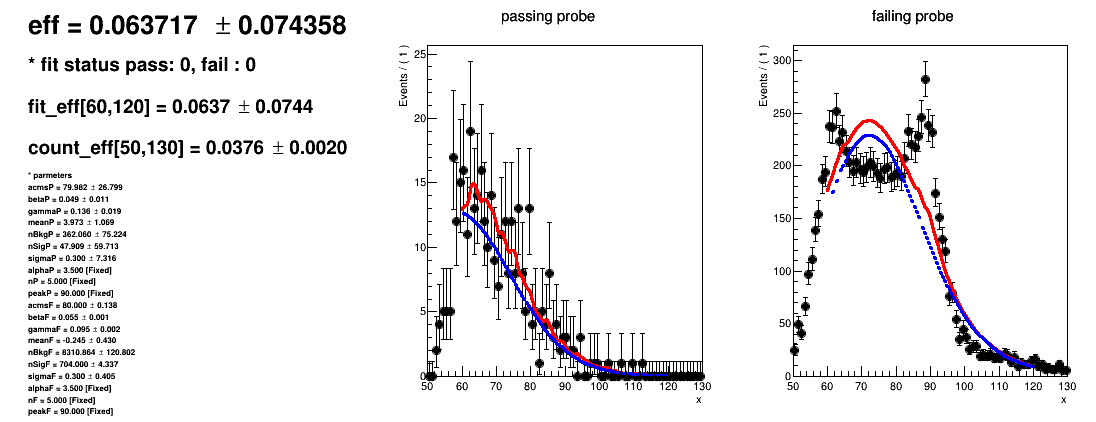 eff = 0.063717 ± 0.074358
* fit status pass: 0, fail : 0
fit_eff[60,120] = 0.0637 ± 0.0744
count_eff[50,130] = 0.0376 ± 0.0020
* parmeters
acmsP = 79.982 ± 26.799
betaP = 0.049 ± 0.011
gammaP = 0.136 ± 0.019
meanP = 3.973 ± 1.069
nBkgP = 362.060 ± 75.224
nSigP = 47.909 ± 59.713
sigmaP = 0.300 ± 7.316
alphaP = 3.500 [Fixed]
nP = 5.000 [Fixed]
peakP = 90.000 [Fixed]
acmsF = 80.000 ± 0.138
betaF = 0.055 ± 0.001
gammaF = 0.095 ± 0.002
meanF = -0.245 ± 0.430
nBkgF = 8310.864 ± 120.802
nSigF = 704.000 ± 4.337
sigmaF = 0.300 ± 0.405
alphaF = 3.500 [Fixed]
nF = 5.000 [Fixed]
peakF = 90.000 [Fixed]
passing probe
Events / ( 1 )
25
20
15
10
5
0
50 60 70 80 90 100 110 120 130
x
failing probe
Events / ( 1 )
300
250
200
150
100
50
0
50 60 70 80 90 100 110 120 130
x